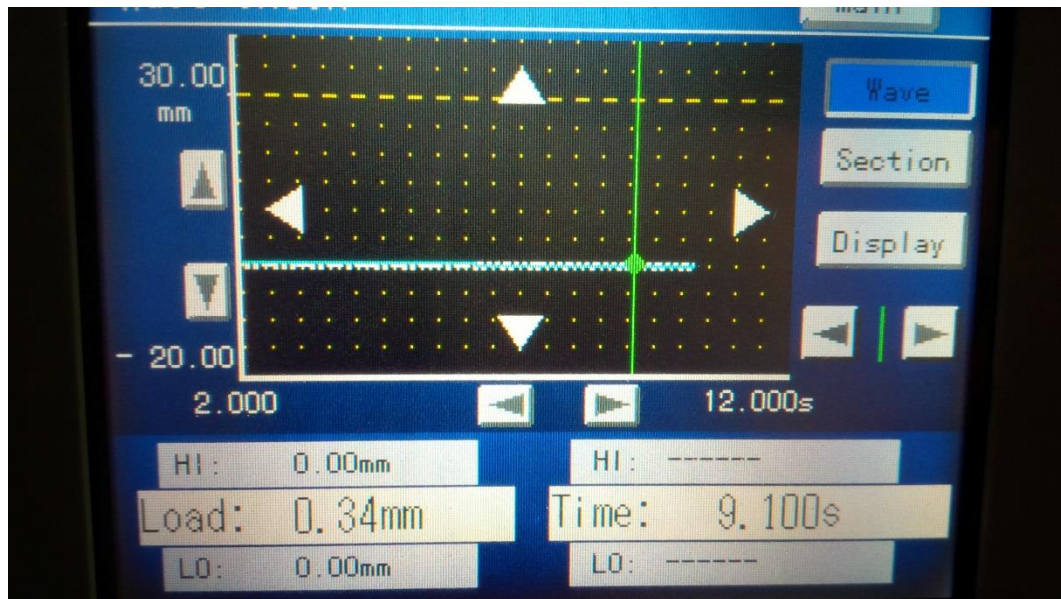 Main
30.00
mm
Wave
Section
Display
- 20.00
2.000
12.000s
HI: 0.00mm
HI: ------
Load: 0.34mm
Time: 9.100s
LO: 0.00mm
LO: ------